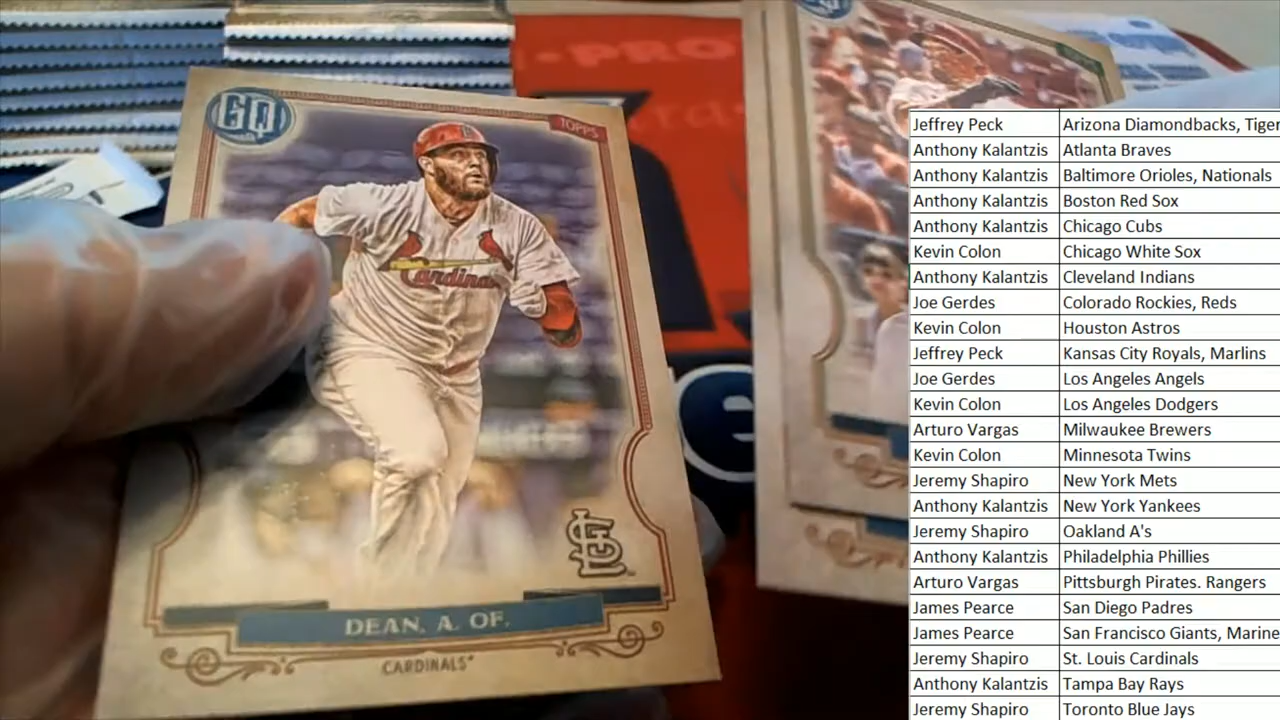 GQ
TOPPS
Cardinals
STL
DEAN, A. OF.
CARDINALS
PRO
e
Jeffrey Peck Arizona Diamondbacks, Tiger
Anthony Kalantzis Atlanta Braves
Anthony Kalantzis Baltimore Orioles, Nationals
Anthony Kalantzis Boston Red Sox
Anthony Kalantzis Chicago Cubs
Kevin Colon Chicago White Sox
Anthony Kalantzis Cleveland Indians
Joe Gerdes Colorado Rockies, Reds
Kevin Colon Houston Astros
Jeffrey Peck Kansas City Royals, Marlins
Joe Gerdes Los Angeles Angels
Kevin Colon Los Angeles Dodgers
Arturo Vargas Milwaukee Brewers
Kevin Colon Minnesota Twins
Jeremy Shapiro New York Mets
Anthony Kalantzis New York Yankees
Jeremy Shapiro Oakland A's
Anthony Kalantzis Philadelphia Phillies
Arturo Vargas Pittsburgh Pirates. Rangers
James Pearce San Diego Padres
James Pearce San Francisco Giants, Marine
Jeremy Shapiro St. Louis Cardinals
Anthony Kalantzis Tampa Bay Rays
Jeremy Shapiro Toronto Blue Jays